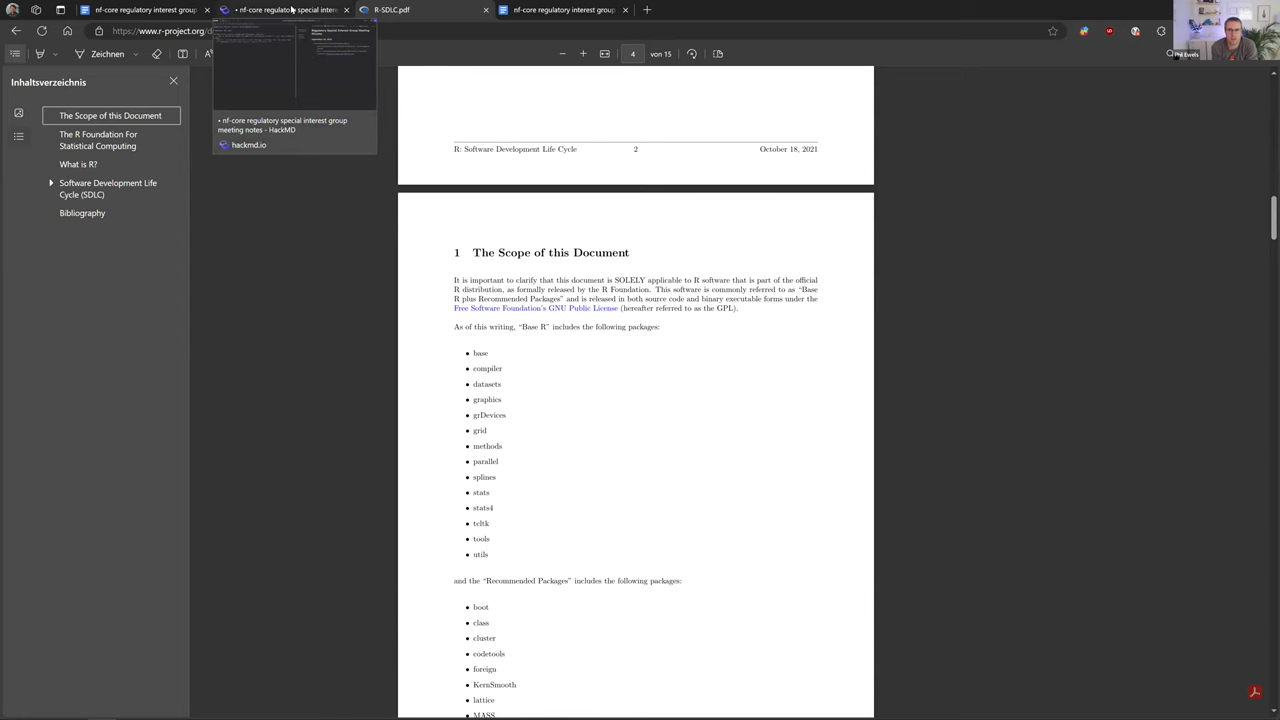 nf-core regulatory special interest group
nf-core regulatory special interest
R-SDLC.pdf
https://www.r-project.org/d
• nf-core regulatory special interest group
meeting notes - HackMD
hackmd.io
4 von 15
Phil Ewels
Inhaltsverzeichnis
The Scope of this Document
The R Foundation For
Statistical Computing
What is R?
Software Development Life
Cycle (SDLC)
Bibliography
R: Software Development Life Cycle 2 October 18, 2021
1 The Scope of this Document
It is important to clarify that this document is SOLELY applicable to R software that is part of the official
R distribution, as formally released by the R Foundation. This software is commonly referred to as “Base
R plus Recommended Packages” and is released in both source code and binary executable forms under the
Free Software Foundation's GNU Public License (hereafter referred to as the GPL).
As of this writing, “Base R” includes the following packages:
• base
• compiler
• datasets
• graphics
• grDevices
• grid
• methods
• parallel
• splines
• stats
• stats4
• tcltk
• tools
• utils
and the “Recommended Packages” includes the following packages:
• boot
• class
• cluster
• codetools
• foreign
• KernSmooth
• lattice
• MASS